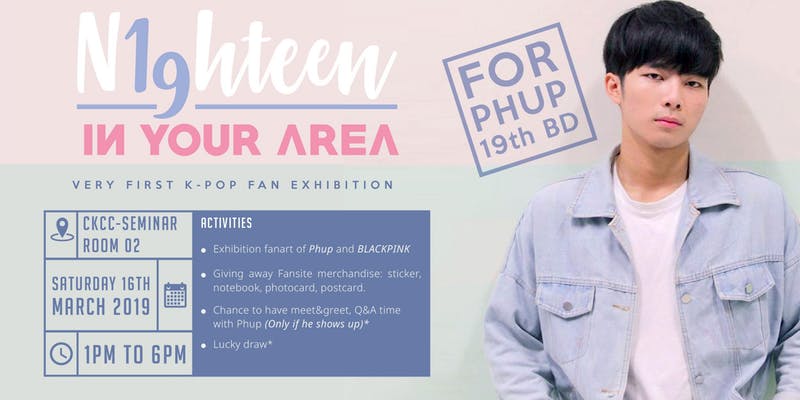 N19hteen
IN YOUR AREA
VERY FIRST K-POP FAN EXHIBITION
FOR
PHUP
19th BD
CKCC-SEMINAR
ROOM 02
SATURDAY 16TH
MARCH 2019
1PM TO 6PM
ACTIVITIES
Exhibition fanart of Phup and BLACKPINK
Giving away Fansite merchandise: sticker,
notebook, photocard, postcard.
Chance to have meet&greet, Q&A time
with Phup (Only if he shows up)*
Lucky draw*